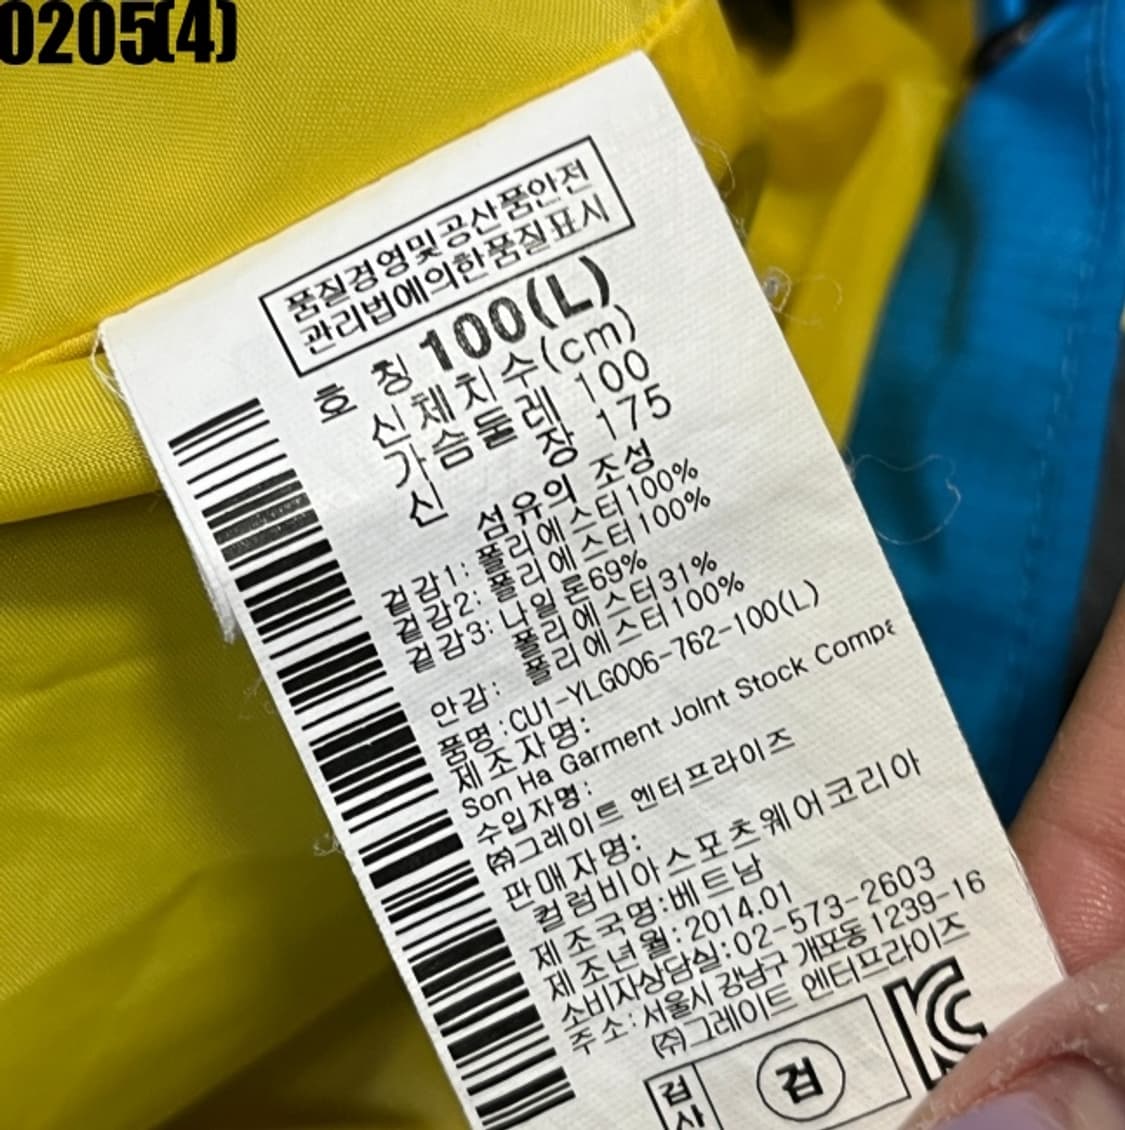 0205(4)
품질경영및공산품안전
관리법에의한품질표시
호 칭 100(L)
신체치수(cm)
가슴둘레 100
신 장 175
섬유의 조성
겉감1: 폴리에스터100%
겉감2: 폴리에스터100%
겉감3: 나일론69%
폴리에스터31%
안감: 폴리에스터100%
품명:CU1-YLG006-762-100(L)
제조자명:
Son Ha Garment Joint Stock Compa
수입자명:
㈜그레이트 엔터프라이즈
판매자명:
컬럼비아스포츠웨어코리아
제조국명:베트남
제조년월:2014.01
소비자상담실:02-573-2603
주소:서울시 강남구 개포동1239-16
㈜그레이트 엔터프라이즈
검사
검
KC